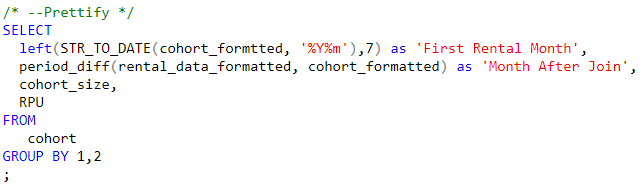 /* --Prettify */
SELECT
  left(STR_TO_DATE(cohort_formtted, '%Y%m'),7) as 'First Rental Month',
  period_diff(rental_data_formatted, cohort_formatted) as 'Month After Join',
  cohort_size,
  RPU
FROM
   cohort
GROUP BY 1,2
;